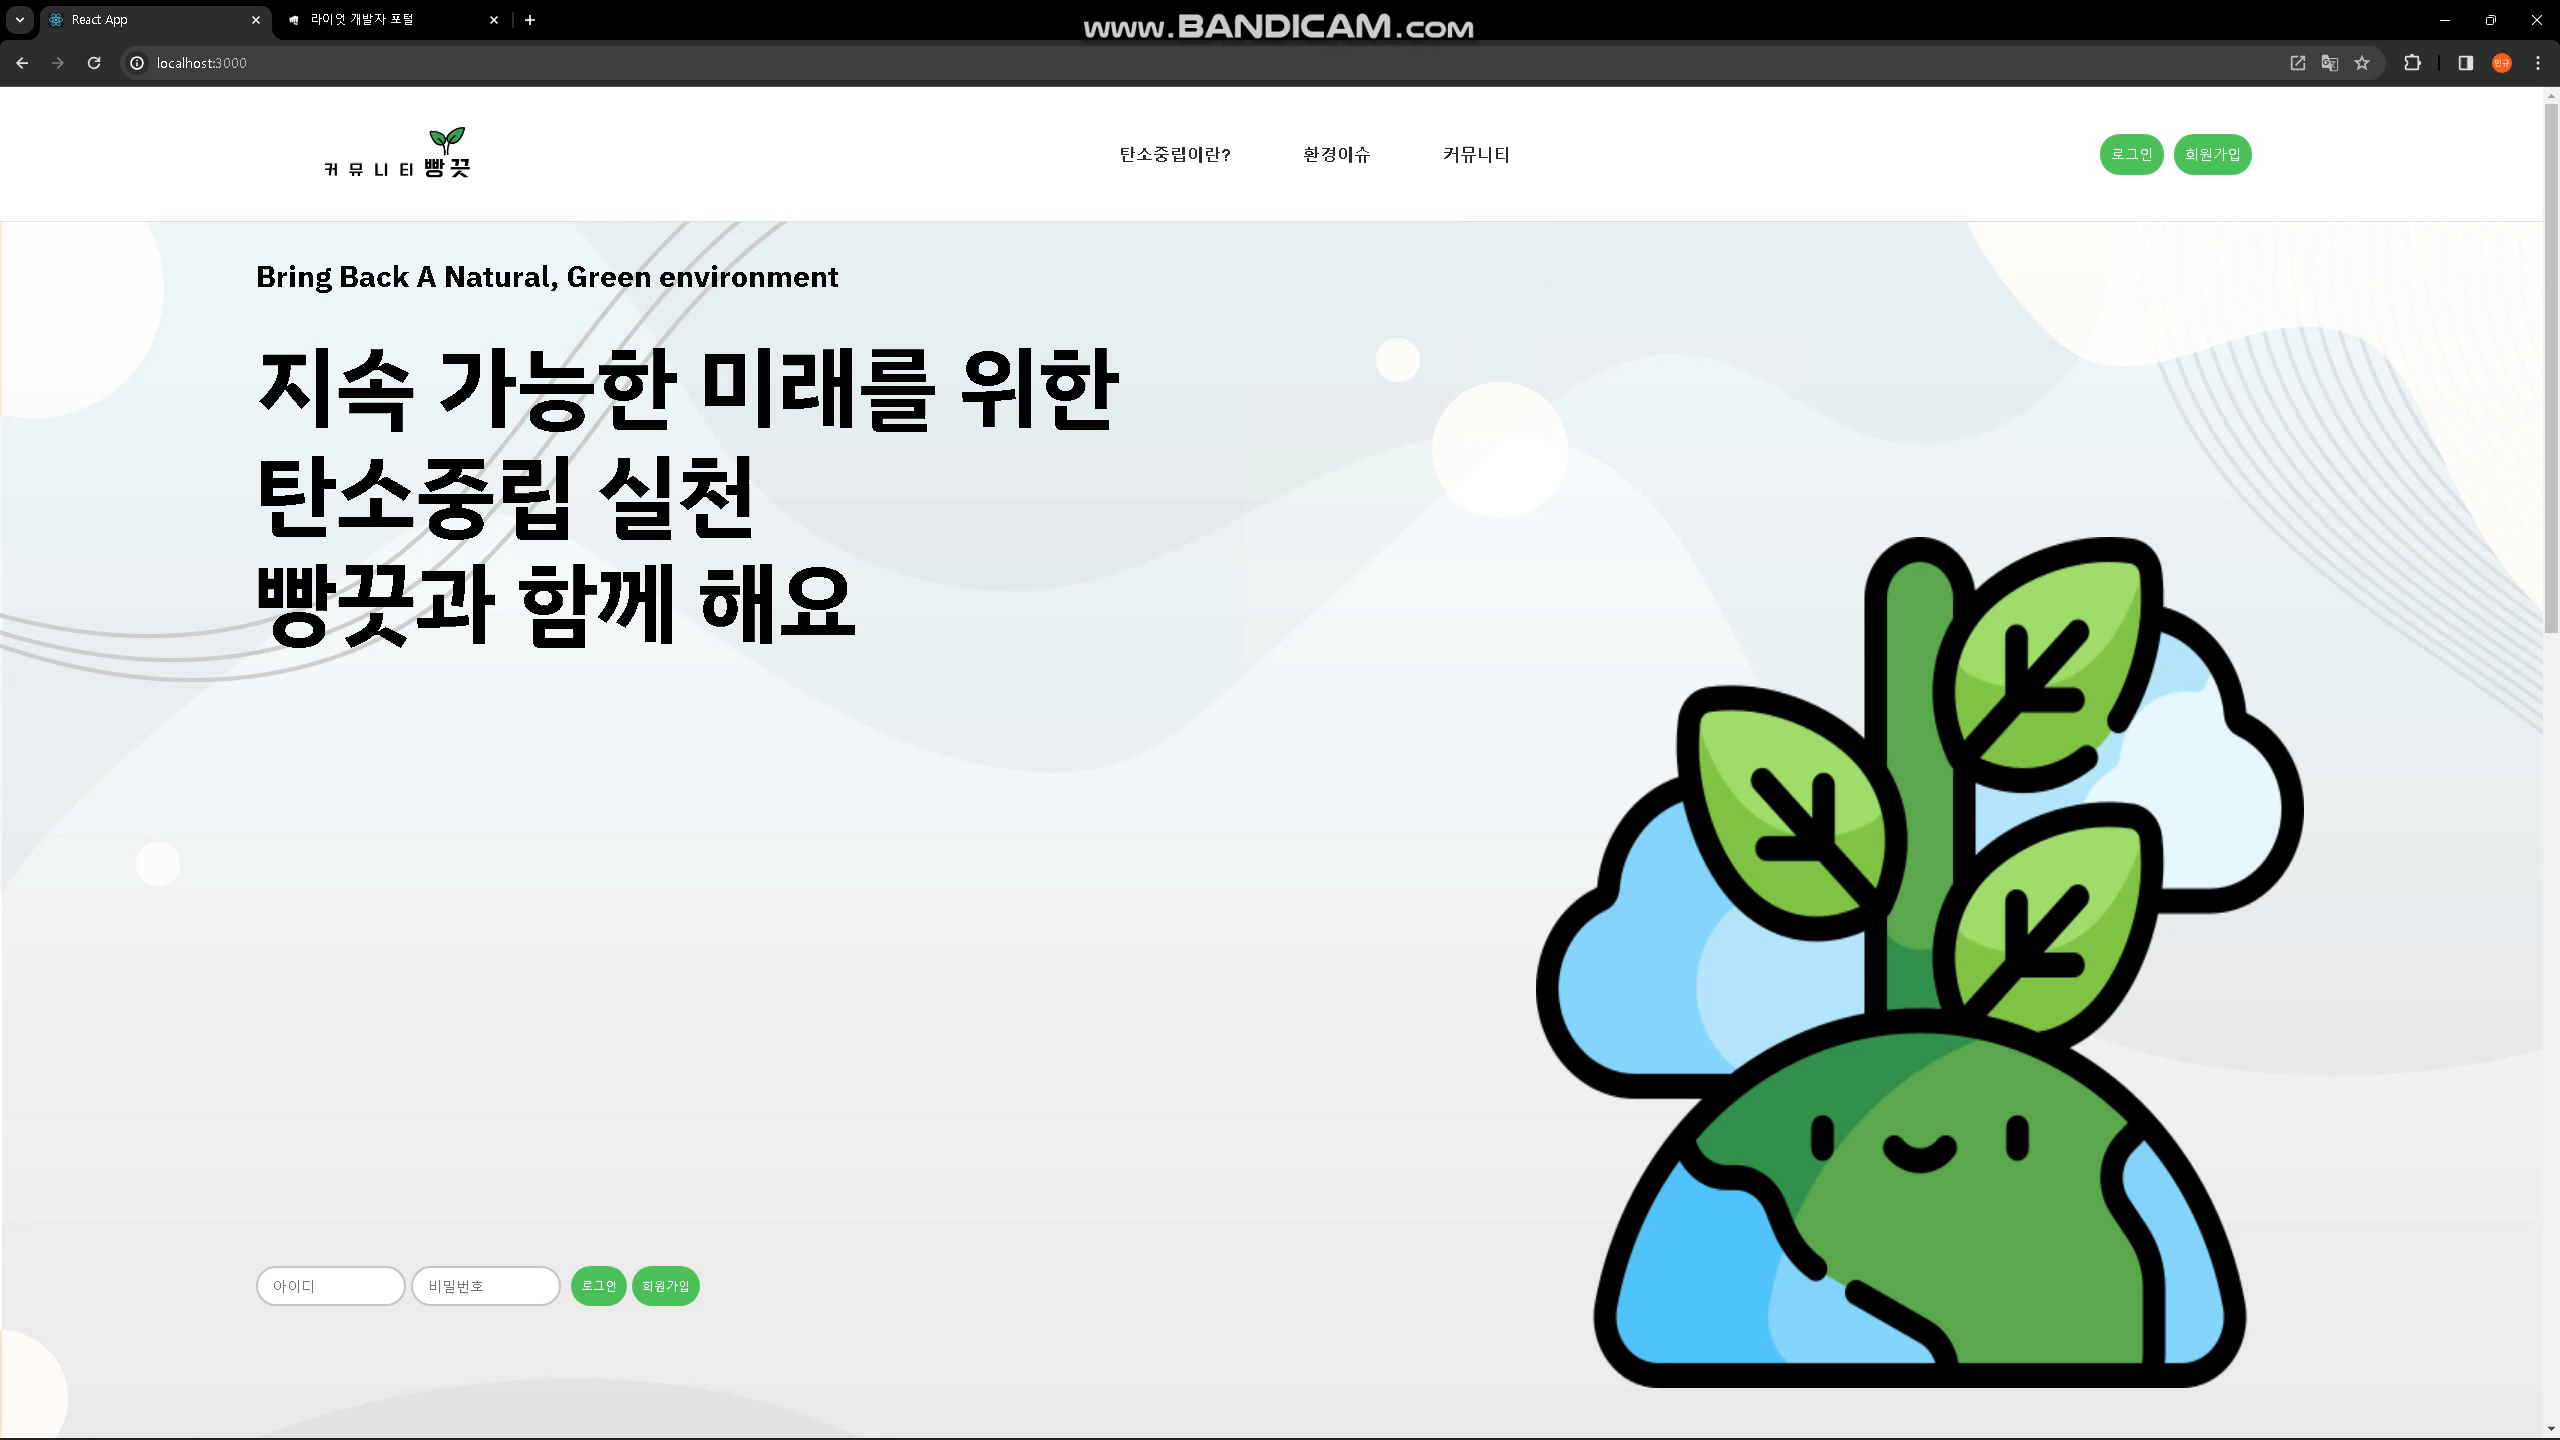 React App
라이엇 개발자 포털
www.BANDICAM.com
localhost:3000
민규
커뮤니티 빵끗
탄소중립이란?
환경이슈
커뮤니티
로그인
회원가입
Bring Back A Natural, Green environment
지속 가능한 미래를 위한
탄소중립 실천
빵끗과 함께 해요
아이디
비밀번호
로그인
회원가입